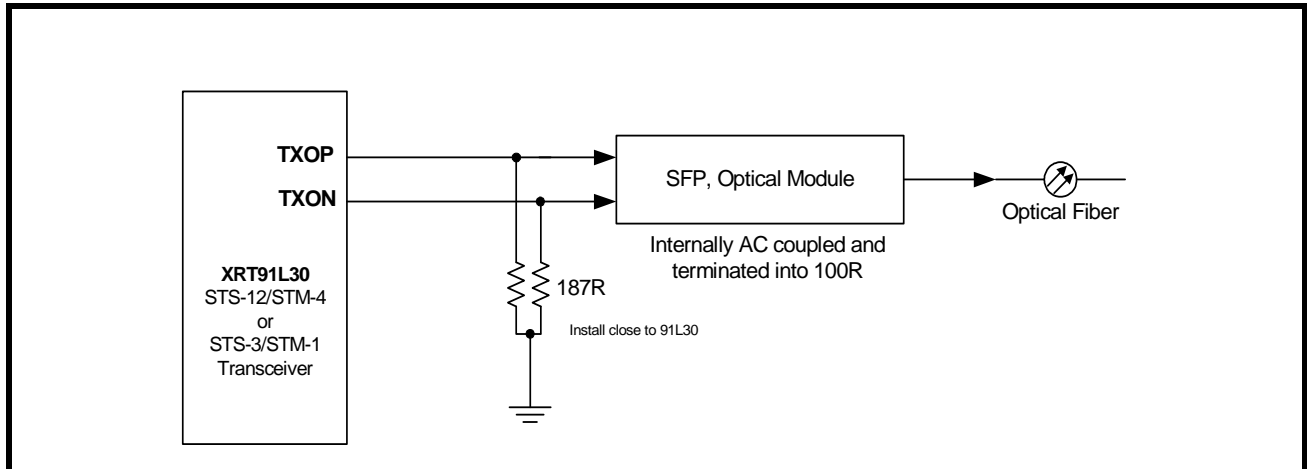 TXOP
TXON
XRT91L30
STS-12/STM-4
or
STS-3/STM-1
Transceiver
187R
Install close to 91L30
SFP, Optical Module
Internally AC coupled and
terminated into 100R
Optical Fiber